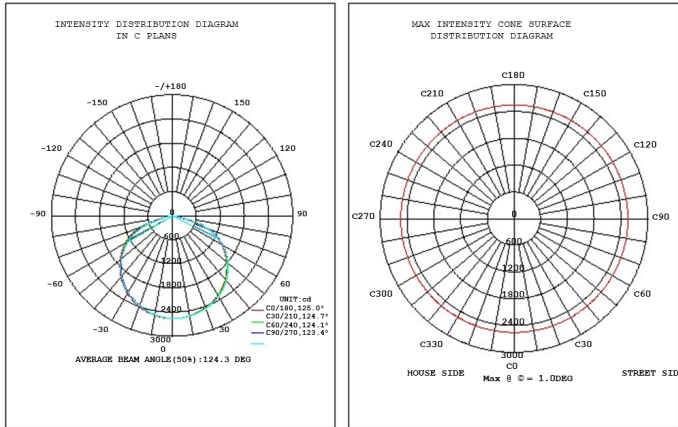 INTENSITY DISTRIBUTION DIAGRAM
IN C PLANS
-/+180
-150
150
-120
120
-90
0
90
600
1200
-60
60
1800
2400
-30
30
3000
0
UNIT:cd
C0/180,125.0°
C30/210,124.7°
C60/240,124.1°
C90/270,123.4°
AVERAGE BEAM ANGLE(50%):124.3 DEG
MAX INTENSITY CONE SURFACE
DISTRIBUTION DIAGRAM
C180
C210
C150
C240
C120
C270
0
C90
600
1200
C300
C60
1800
2400
C330
C30
3000
C0
HOUSE SIDE
STREET SID
Max @ © = 1.0DEG